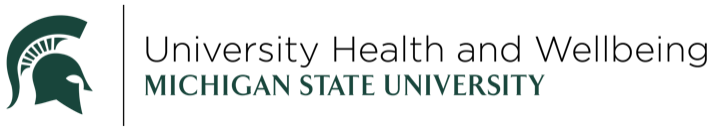 University Health and Wellbeing
MICHIGAN STATE UNIVERSITY